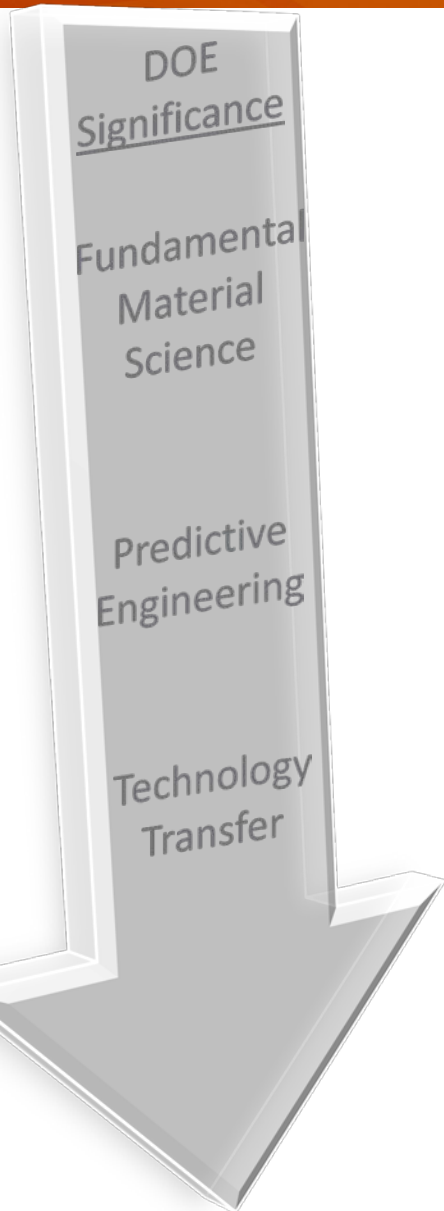 DOE
Significance
Fundamental
Material
Science
Predictive
Engineering
Technology
Transfer